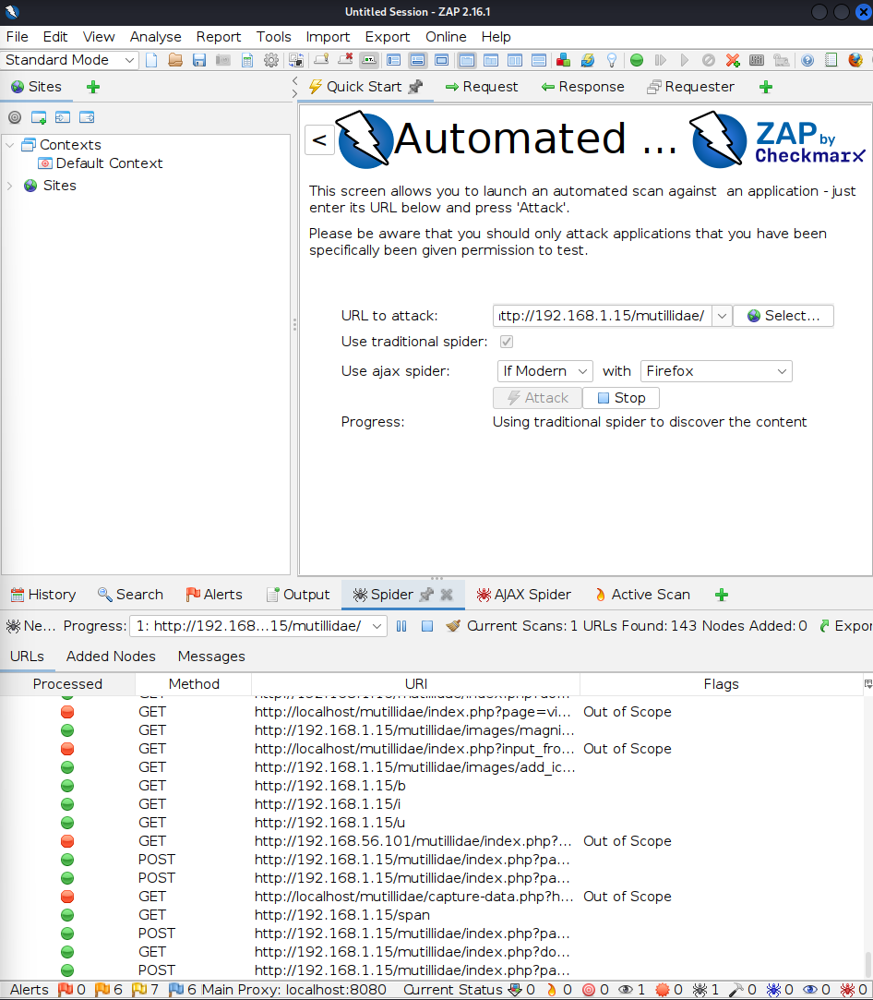 Untitled Session - ZAP 2.16.1
File Edit View Analyse Report Tools Import Export Online Help
Standard Mode
Sites
Quick Start Request Response Requester
< Automated ... ZAP by Checkmarx
Contexts
Default Context
Sites
This screen allows you to launch an automated scan against an application - just
enter its URL below and press 'Attack'.
Please be aware that you should only attack applications that you have been
specifically been given permission to test.
URL to attack: ttp://192.168.1.15/mutillidae/ Select...
Use traditional spider:
Use ajax spider: If Modern with Firefox
Attack Stop
Progress: Using traditional spider to discover the content
History Search Alerts Output Spider AJAX Spider Active Scan
Ne... Progress: 1: http://192.168...15/mutillidae/ Current Scans: 1 URLs Found: 143 Nodes Added: 0 Expor
URLs Added Nodes Messages
Processed Method URI Flags
GET http://192.168.1.15/mutillidae/index.php?do...
GET http://localhost/mutillidae/index.php?page=vi... Out of Scope
GET http://192.168.1.15/mutillidae/images/magni...
GET http://localhost/mutillidae/index.php?input_fro... Out of Scope
GET http://192.168.1.15/mutillidae/images/add_ic...
GET http://192.168.1.15/b
GET http://192.168.1.15/i
GET http://192.168.1.15/u
GET http://192.168.56.101/mutillidae/index.php?... Out of Scope
POST http://192.168.1.15/mutillidae/index.php?pa...
POST http://192.168.1.15/mutillidae/index.php?pa...
GET http://localhost/mutillidae/capture-data.php?h... Out of Scope
GET http://192.168.1.15/span
POST http://192.168.1.15/mutillidae/index.php?pa...
GET http://192.168.1.15/mutillidae/index.php?do...
POST http://192.168.1.15/mutillidae/index.php?pa...
Alerts 0 6 7 6 Main Proxy: localhost:8080 Current Status 0 0 0 1 0 1 0 0 0 0